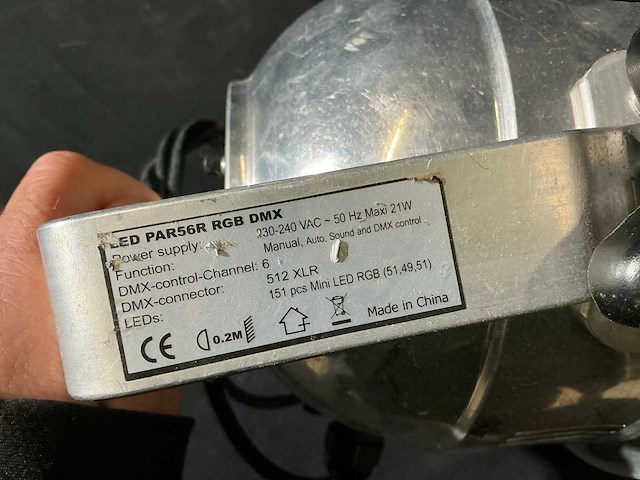 LED PAR56R RGB DMX
Power supply: 230-240 VAC ~ 50 Hz Maxi 21W
Function: Manual, Auto, Sound and DMX control
DMX-control-Channel: 6
DMX-connector: 512 XLR
LEDs: 151 pcs Mini LED RGB (51,49,51)
CE 0.2M Made in China